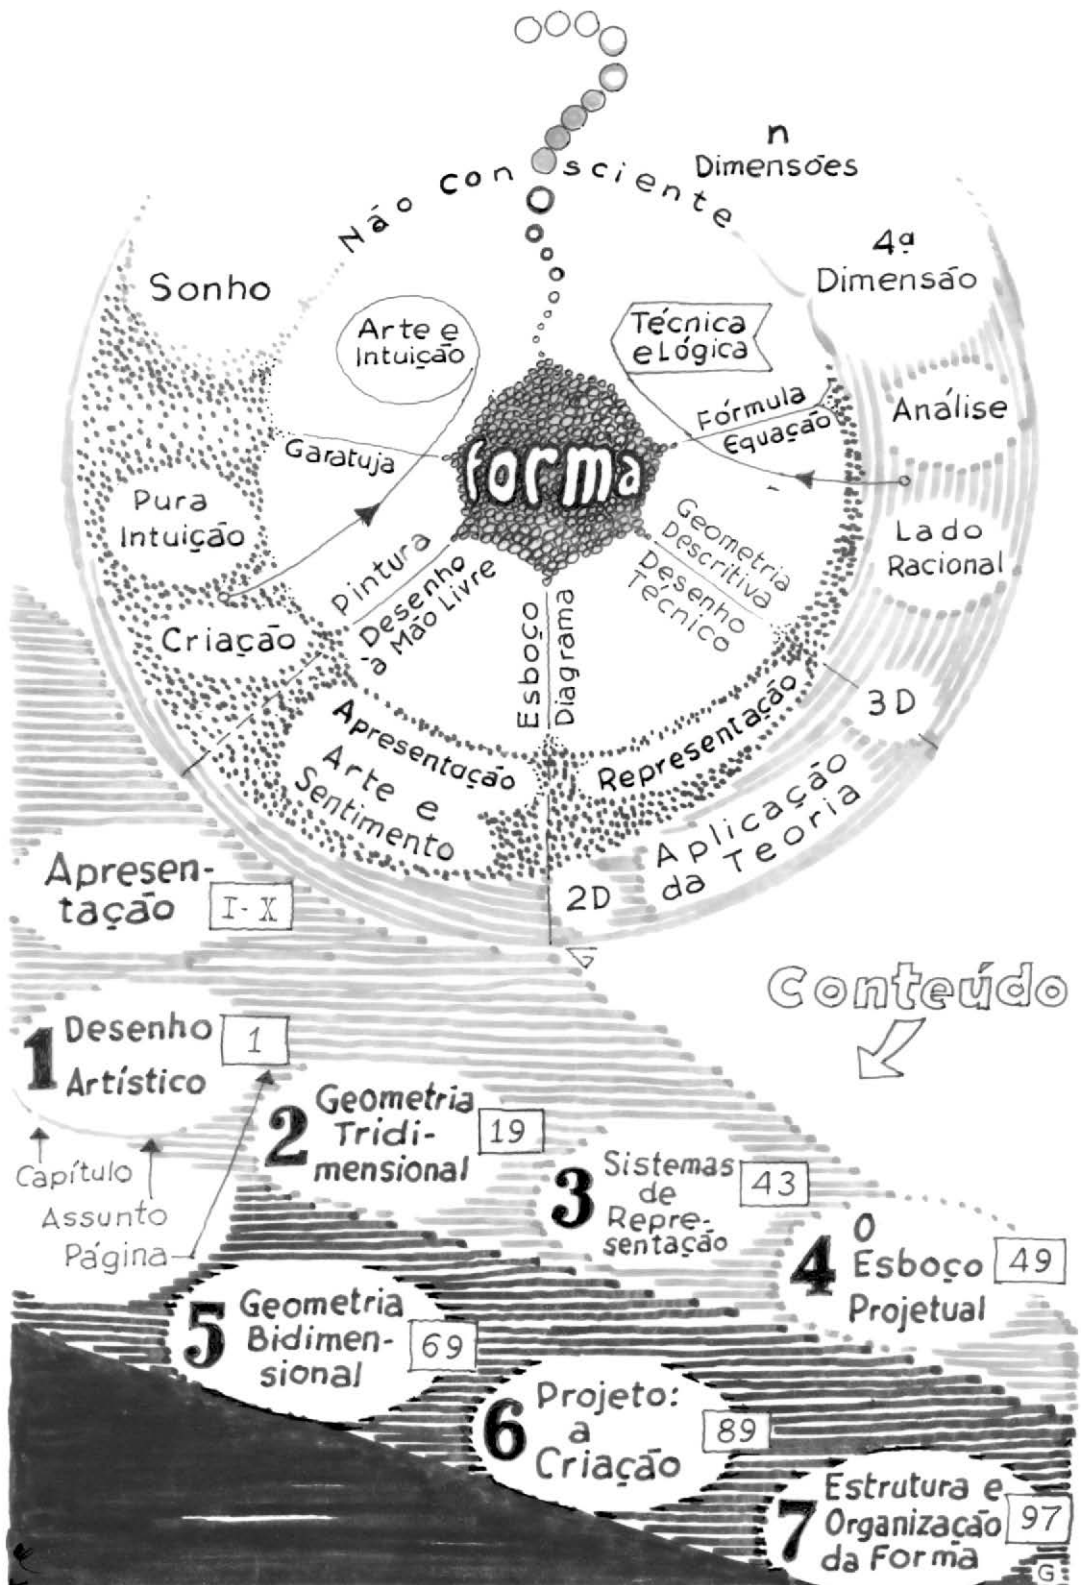 n
Dimensões
Não consciente
4ª
Dimensão
Sonho
Arte e
Intuição
Técnica
e Lógica
Fórmula
Equação
Análise
Garatuja
forma
Pura
Intuição
Pintura
Desenho
à Mão Livre
Esboço
Diagrama
Geometria
Descritiva
Desenho
Técnico
Lado
Racional
Criação
3D
Apresentação
Representação
Arte e
Sentimento
Aplicação
da Teoria
2D
Apresen-
tação
I-X
Conteúdo
1
Desenho
Artístico
1
Capítulo
Assunto
Página
2
Geometria
Tridi-
mensional
19
3
Sistemas
de
Repre-
sentação
43
4
O
Esboço
Projetual
49
5
Geometria
Bidimen-
sional
69
6
Projeto:
a
Criação
89
7
Estrutura e
Organização
da Forma
97
G